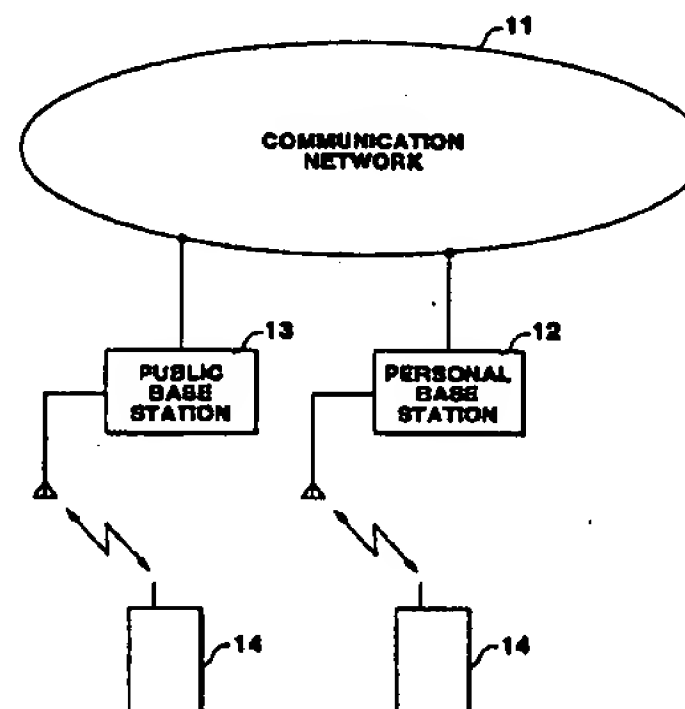 11
COMMUNICATION
NETWORK
13
PUBLIC
BASE
STATION
12
PERSONAL
BASE
STATION
14
14